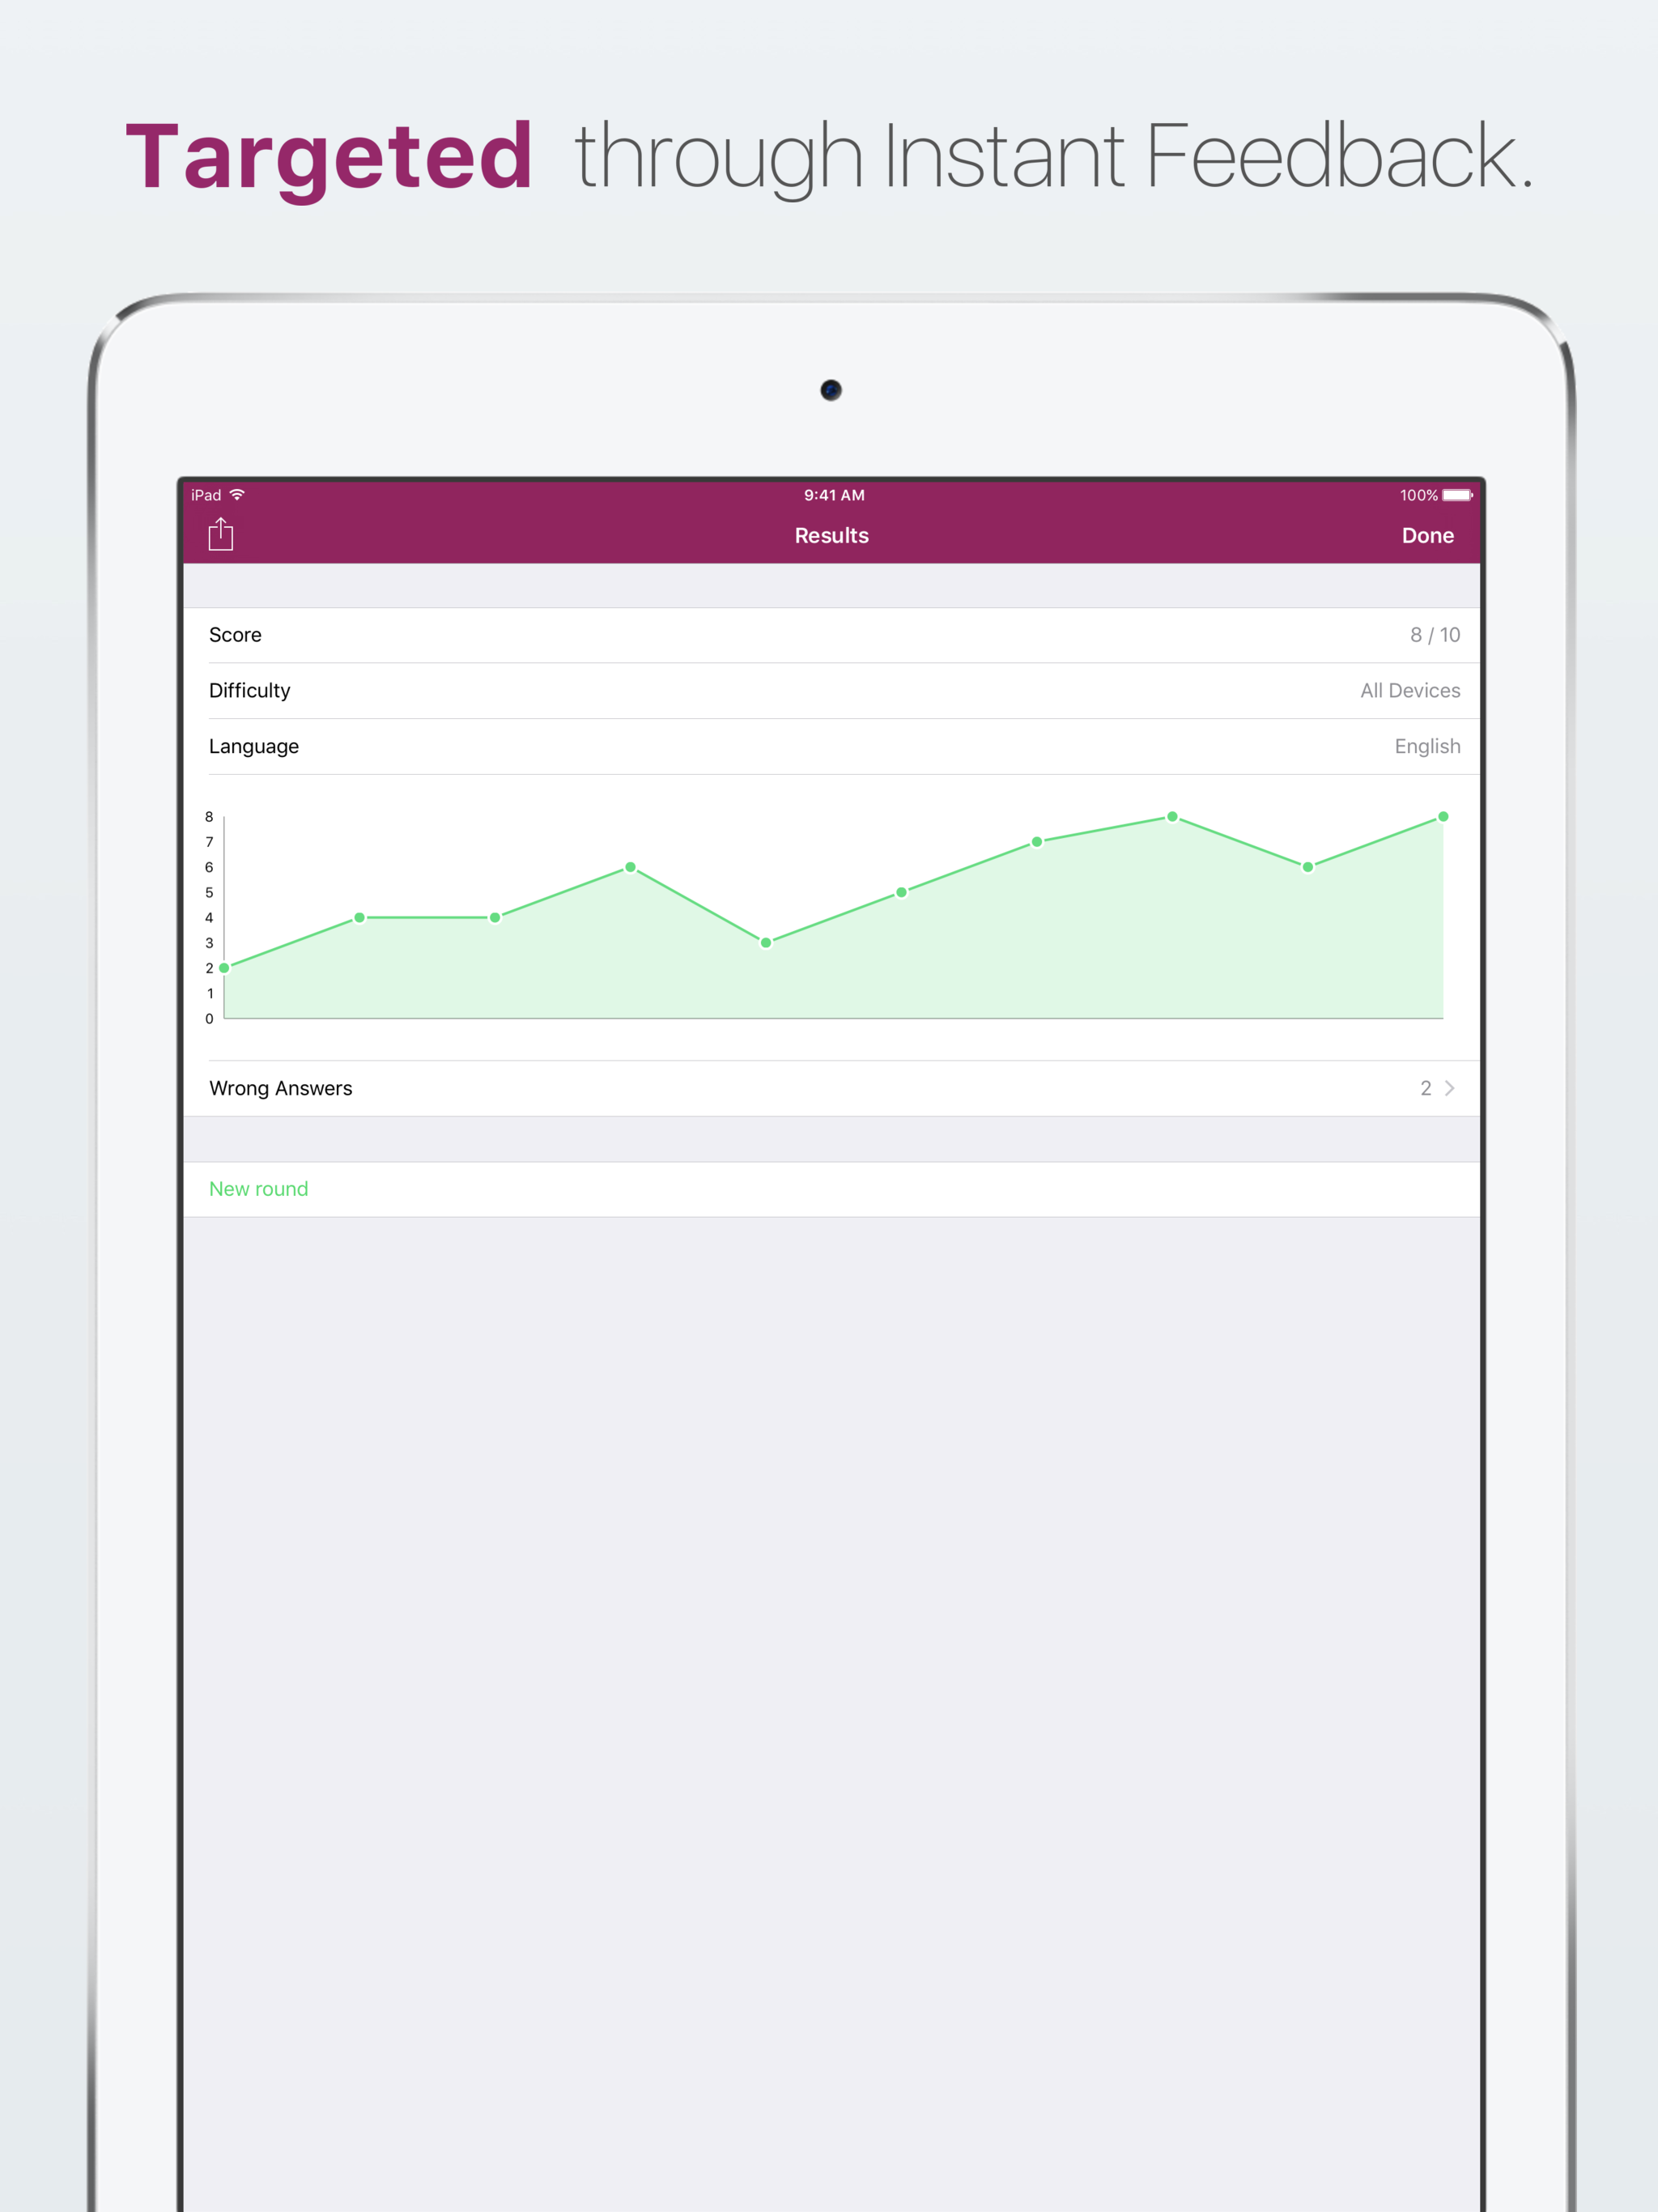 Targeted through Instant Feedback.
iPad 9:41 AM 100%
Results Done
Score 8 / 10
Difficulty All Devices
Language English
8
7
6
5
4
3
2
1
0
Wrong Answers 2
New round